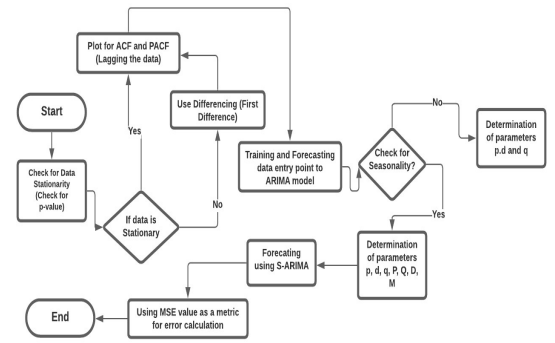 Start
Check for Data
Stationarity
(Check for
p-value)
If data is
Stationary
Yes
No
Plot for ACF and PACF
(Lagging the data)
Use Differencing (First
Difference)
Training and Forecasting
data entry point to
ARIMA model
Check for
Seasonality?
No
Determination
of parameters
p.d and q
Yes
Determination
of parameters
p, d, q, P, Q, D,
M
Forecating
using S-ARIMA
Using MSE value as a metric
for error calculation
End